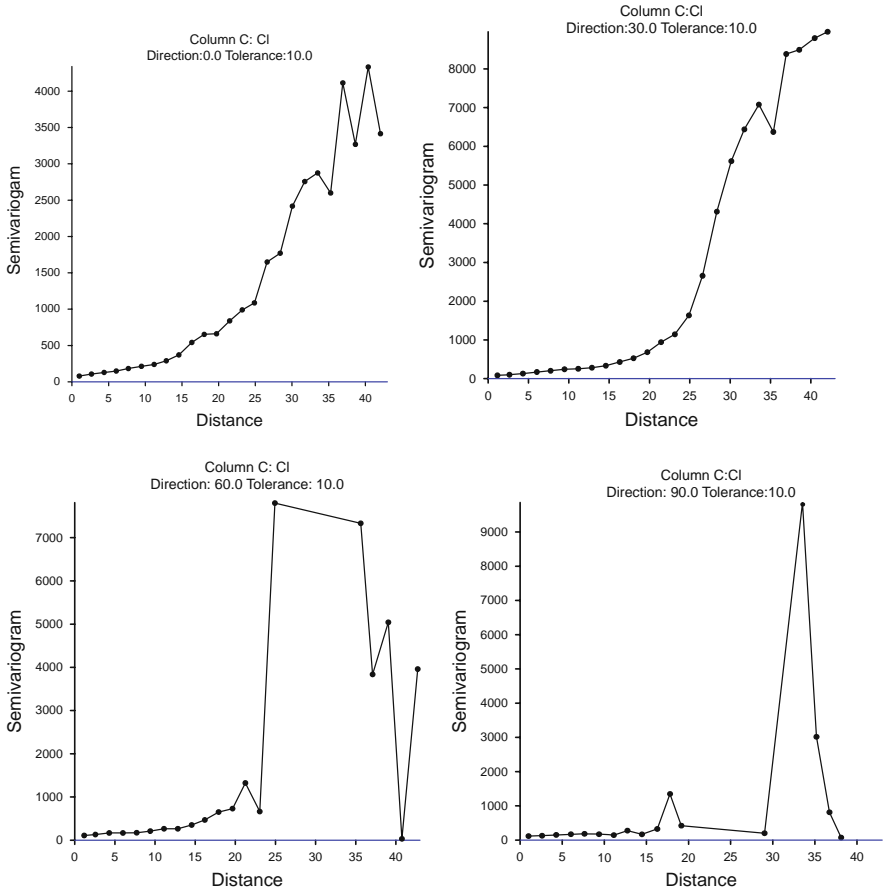 Column C: Cl
Direction:0.0 Tolerance:10.0
4000
3500
3000
2500
2000
1500
1000
500
0
0 5 10 15 20 25 30 35 40
Semivariogam
Distance
Column C:Cl
Direction:30.0 Tolerance:10.0
8000
7000
6000
5000
4000
3000
2000
1000
0
0 5 10 15 20 25 30 35 40
Semivariogram
Distance
Column C: Cl
Direction: 60.0 Tolerance: 10.0
7000
6000
5000
4000
3000
2000
1000
0
0 5 10 15 20 25 30 35 40
Semivariogram
Distance
Column C:Cl
Direction: 90.0 Tolerance:10.0
9000
8000
7000
6000
5000
4000
3000
2000
1000
0
0 5 10 15 20 25 30 35 40
Semivariogram
Distance